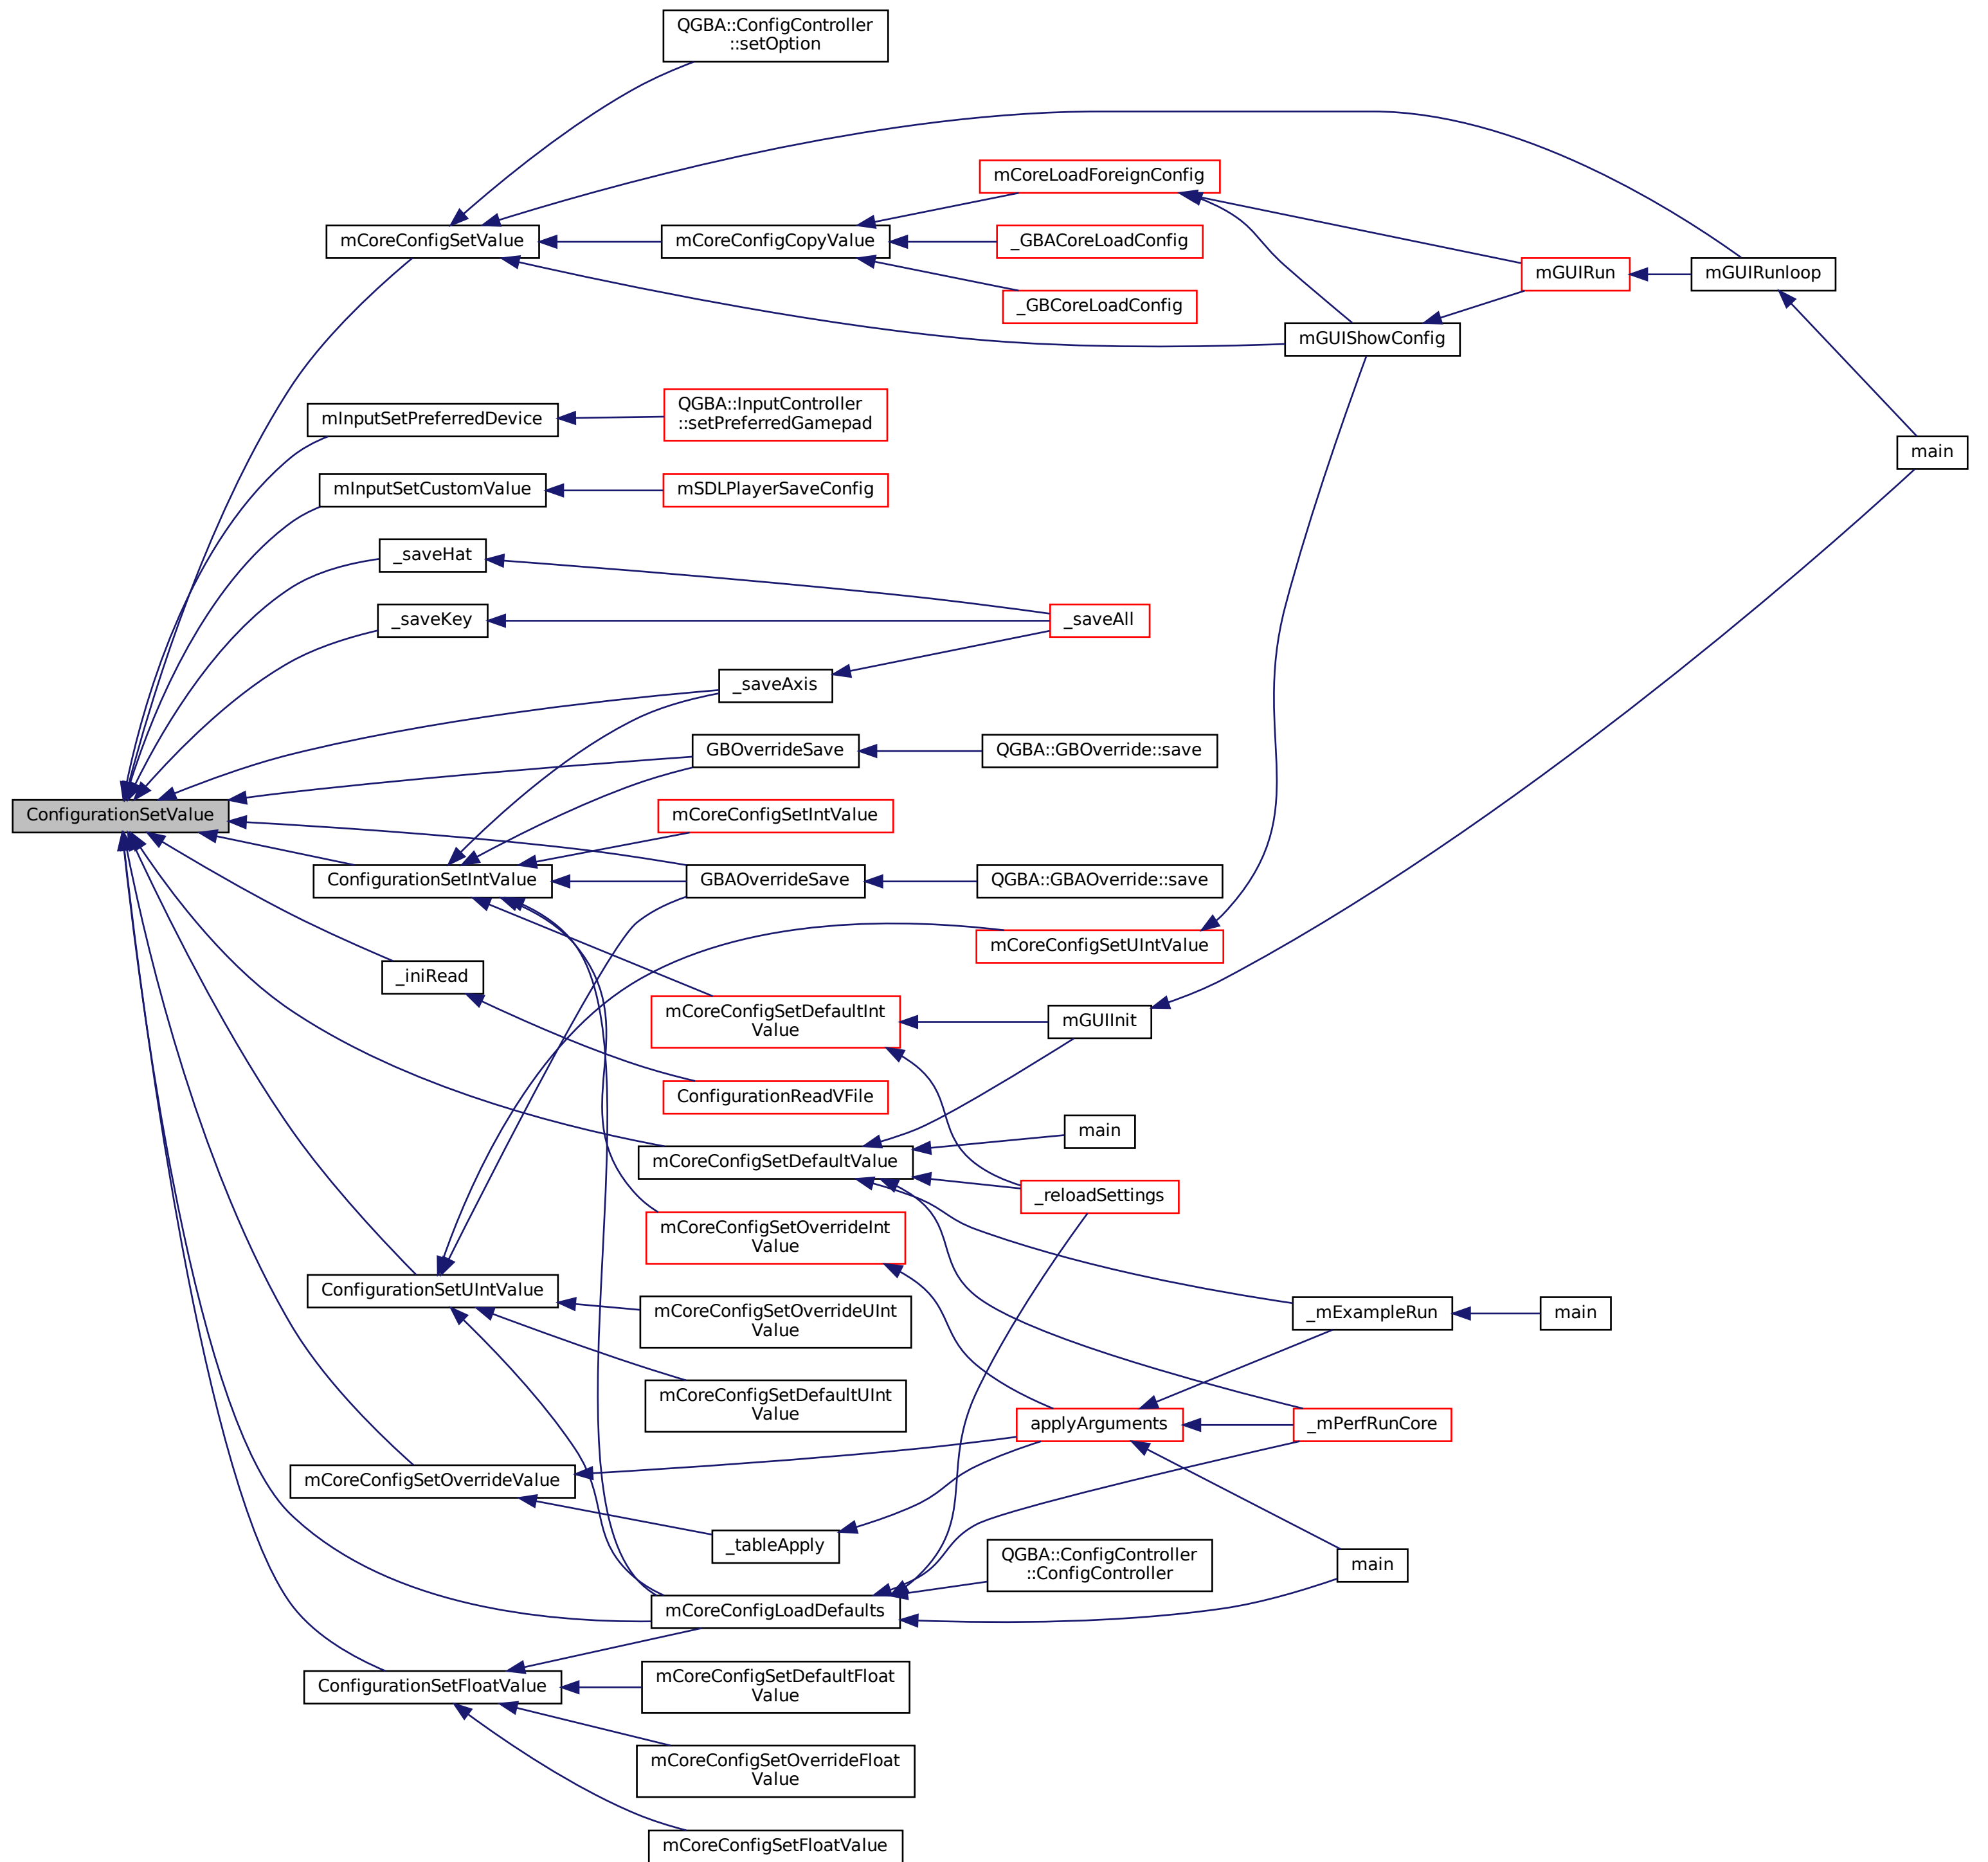 QGBA::ConfigController
::setOption
mCoreLoadForeignConfig
mCoreConfigSetValue
mCoreConfigCopyValue
_GBACoreLoadConfig
mGUIRun
mGUIRunloop
_GBCoreLoadConfig
mGUIShowConfig
mInputSetPreferredDevice
QGBA::InputController
::setPreferredGamepad
main
mInputSetCustomValue
mSDLPlayerSaveConfig
_saveHat
_saveKey
_saveAll
_saveAxis
GBOverrideSave
QGBA::GBOverride::save
ConfigurationSetValue
mCoreConfigSetIntValue
ConfigurationSetIntValue
GBAOverrideSave
QGBA::GBAOverride::save
mCoreConfigSetUIntValue
_iniRead
mCoreConfigSetDefaultInt
Value
mGUIInit
ConfigurationReadVFile
main
mCoreConfigSetDefaultValue
_reloadSettings
mCoreConfigSetOverrideInt
Value
ConfigurationSetUIntValue
mCoreConfigSetOverrideUInt
Value
_mExampleRun
main
mCoreConfigSetDefaultUInt
Value
applyArguments
_mPerfRunCore
mCoreConfigSetOverrideValue
_tableApply
QGBA::ConfigController
::ConfigController
main
mCoreConfigLoadDefaults
ConfigurationSetFloatValue
mCoreConfigSetDefaultFloat
Value
mCoreConfigSetOverrideFloat
Value
mCoreConfigSetFloatValue